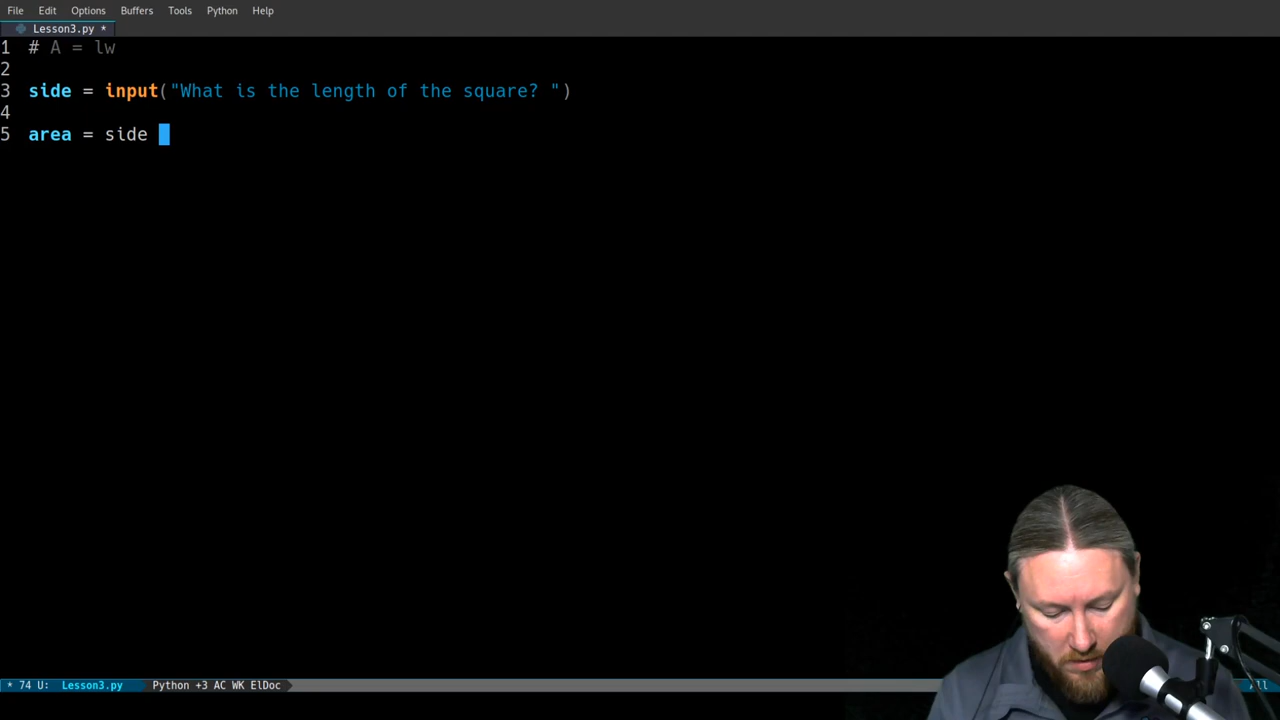 File Edit Options Buffers Tools Python Help
Lesson3.py *
1 # A = lw
2
3 side = input("What is the length of the square? ")
4
5 area = side
* 74 U: Lesson3.py Python +3 AC WK ElDoc All